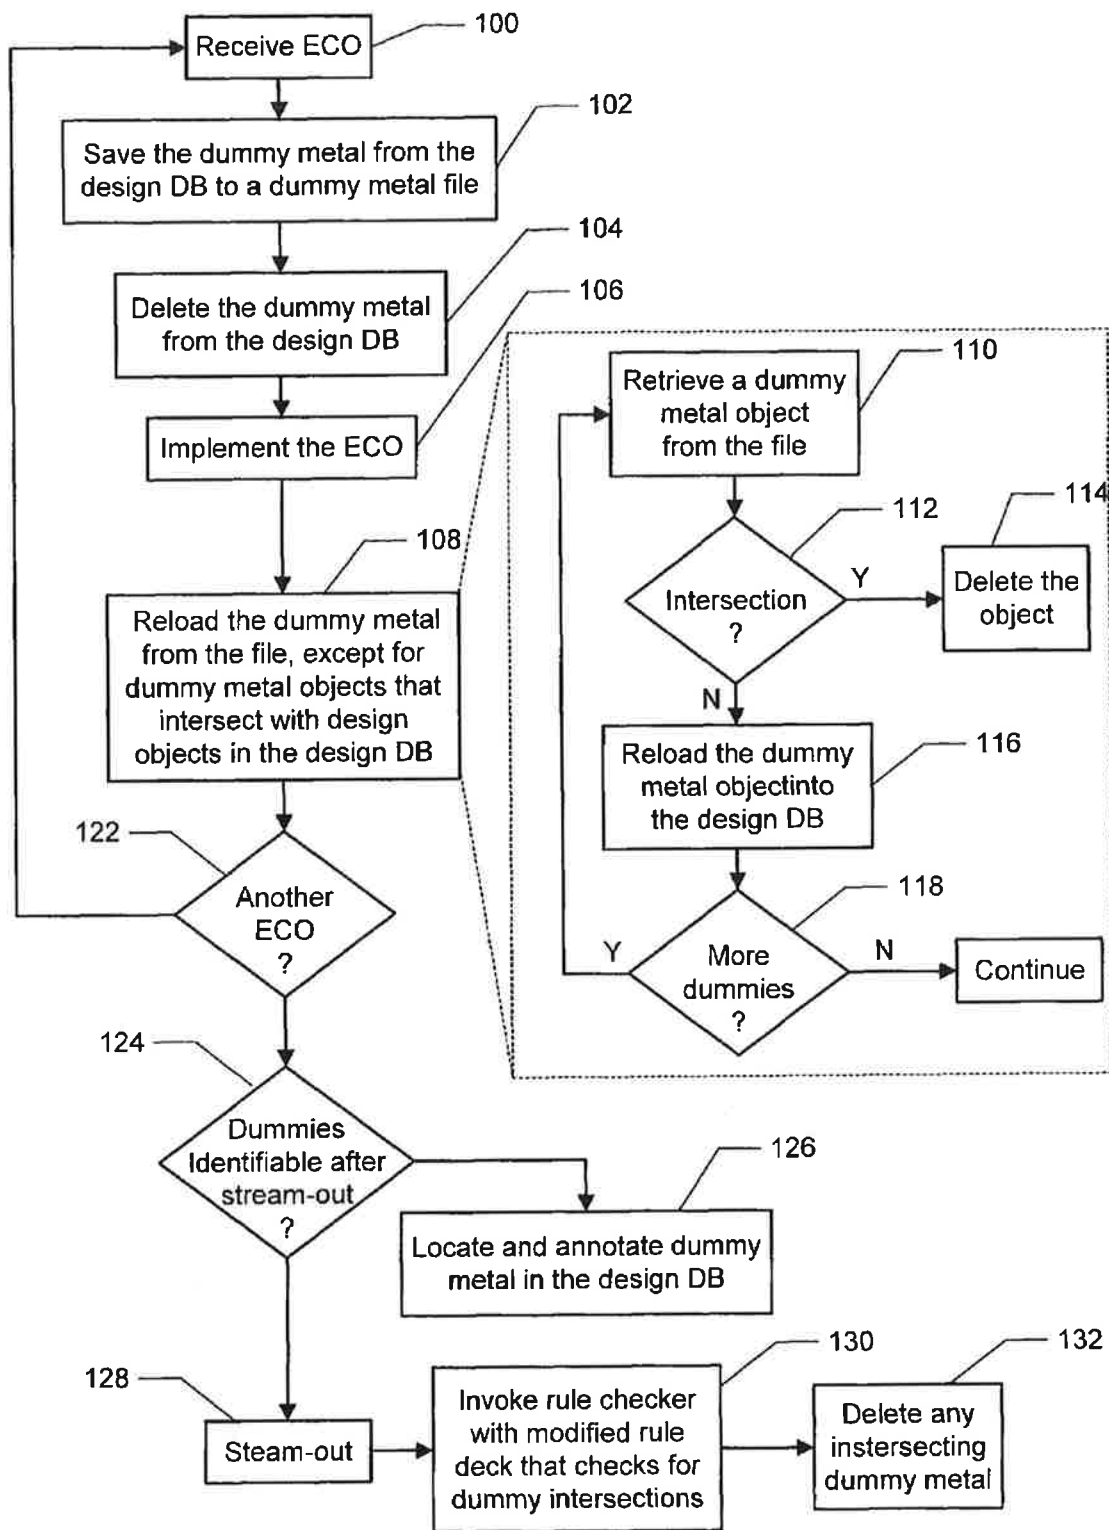 Receive ECO
100
102
Save the dummy metal from the
design DB to a dummy metal file
104
Delete the dummy metal
from the design DB
106
Implement the ECO
108
Reload the dummy metal
from the file, except for
dummy metal objects that
intersect with design
objects in the design DB
110
Retrieve a dummy
metal object
from the file
112
Intersection
?
Y
114
Delete the
object
N
116
Reload the dummy
metal objectinto
the design DB
118
More
dummies
?
Y
N
Continue
122
Another
ECO
?
124
Dummies
Identifiable after
stream-out
?
126
Locate and annotate dummy
metal in the design DB
128
Steam-out
130
Invoke rule checker
with modified rule
deck that checks for
dummy intersections
132
Delete any
instersecting
dummy metal